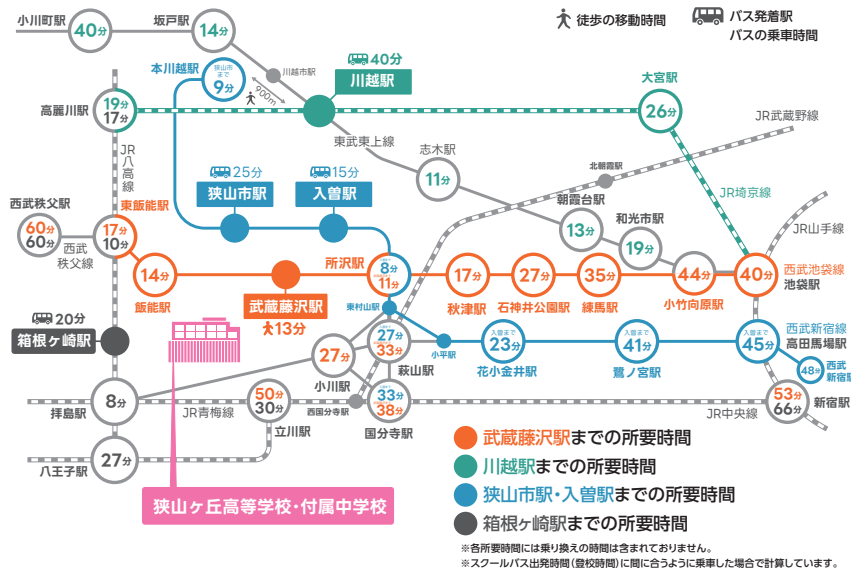 小川町駅
40分
坂戸駅
14分
徒歩の移動時間
バス発着駅
バスの乗車時間
本川越駅
狭山市
まで
9分
900m
川越市駅
40分
川越駅
大宮駅
26分
高麗川駅
19分
17分
JR八高線
東武東上線
志木駅
11分
JR武蔵野線
北朝霞駅
JR埼京線
25分
狭山市駅
15分
入曽駅
朝霞台駅
13分
和光市駅
19分
JR山手線
西武秩父駅
60分
60分
西武
秩父線
東飯能駅
17分
10分
14分
飯能駅
武蔵藤沢駅
13分
所沢駅
8分
11分
17分
秋津駅
27分
石神井公園駅
35分
練馬駅
44分
小竹向原駅
40分
西武池袋線
池袋駅
20分
箱根ヶ崎駅
東村山駅
27分
33分
萩山駅
小平駅
入曽まで
23分
花小金井駅
入曽まで
41分
鷺ノ宮駅
入曽まで
45分
西武新宿線
高田馬場駅
48分
西武
新宿駅
27分
小川駅
8分
拝島駅
JR青梅線
50分
30分
立川駅
西国分寺駅
33分
38分
国分寺駅
JR中央線
53分
66分
新宿駅
27分
八王子駅
狭山ヶ丘高等学校・付属中学校
武蔵藤沢駅までの所要時間
川越駅までの所要時間
狭山市駅・入曽駅までの所要時間
箱根ヶ崎駅までの所要時間
※各所要時間には乗り換えの時間は含まれておりません。
※スクールバス出発時間（登校時間）に間に合うように乗車した場合で計算しています。